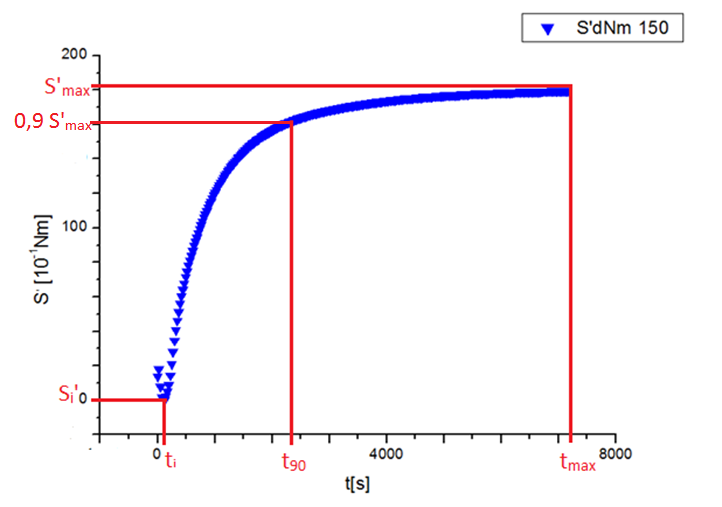 S'dNm 150
200
S'max
0,9 S'max
100
S' [10⁻¹Nm]
Si' 0
0 4000 8000
ti t90 tmax
t[s]